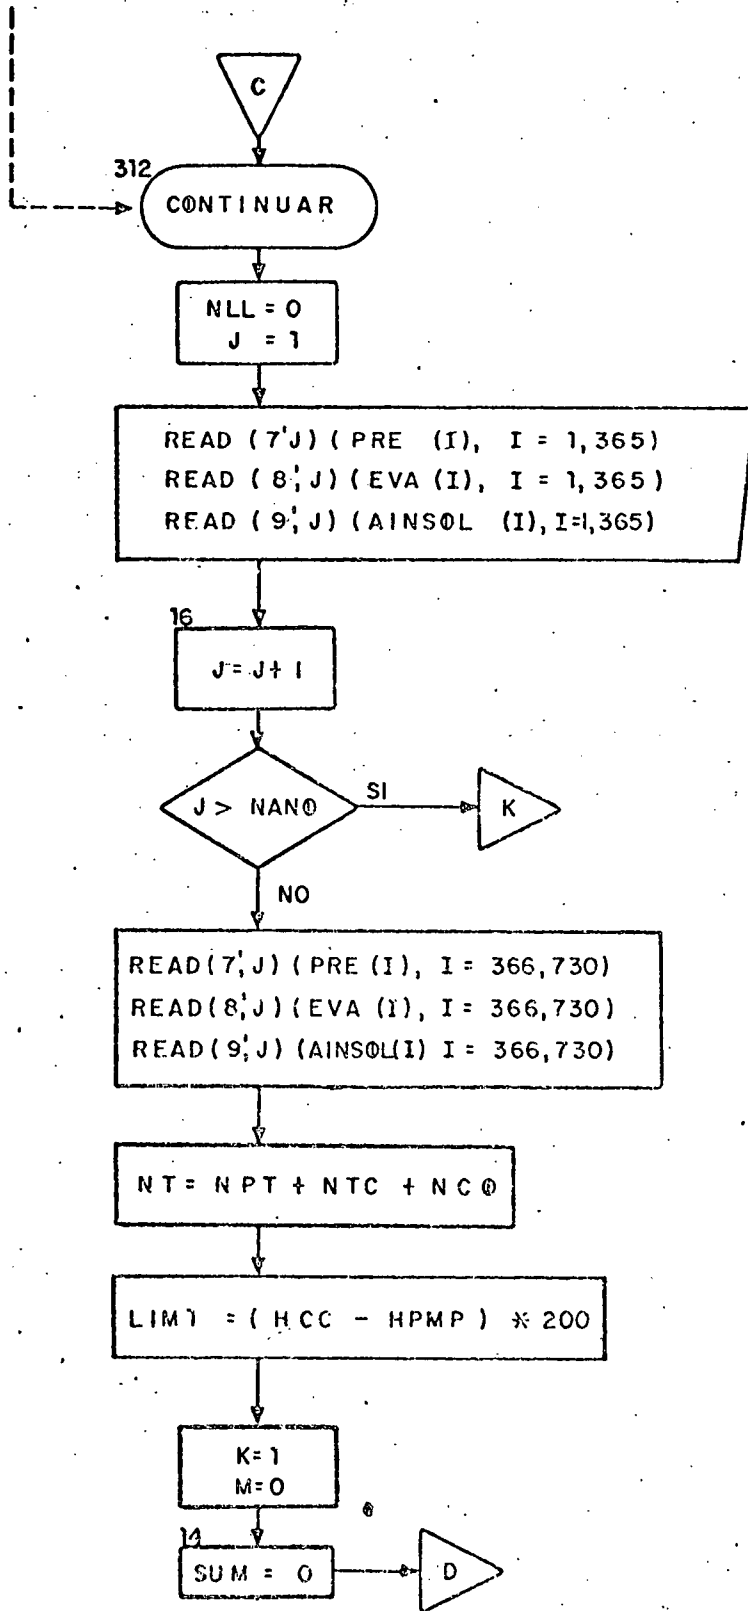 C
312
CONTINUAR
NLL = 0
J = 1
READ (7'J) (PRE (I), I = 1,365)
READ (8', J) (EVA (I), I = 1,365)
READ (9', J) (AINSOL (I), I=1,365)
16
J = J + 1
J > NANO
SI
K
NO
READ(7', J) (PRE (I), I = 366,730)
READ(8', J) (EVA (I), I = 366,730)
READ(9', J) (AINSOL(I) I = 366,730)
NT = NPT + NTC + NCO
LIM1 = (HCC - HPMP) * 200
K=1
M=0
14
SUM = 0
D